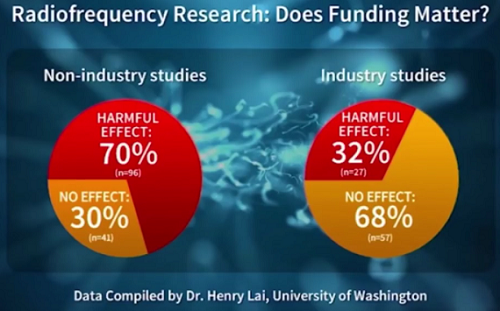 Radiofrequency Research: Does Funding Matter?
Non-industry studies
HARMFUL
EFFECT:
70%
(n=96)
NO EFFECT:
30%
(n=41)
Industry studies
HARMFUL
EFFECT:
32%
(n=27)
NO EFFECT:
68%
(n=57)
Data Compiled by Dr. Henry Lai, University of Washington